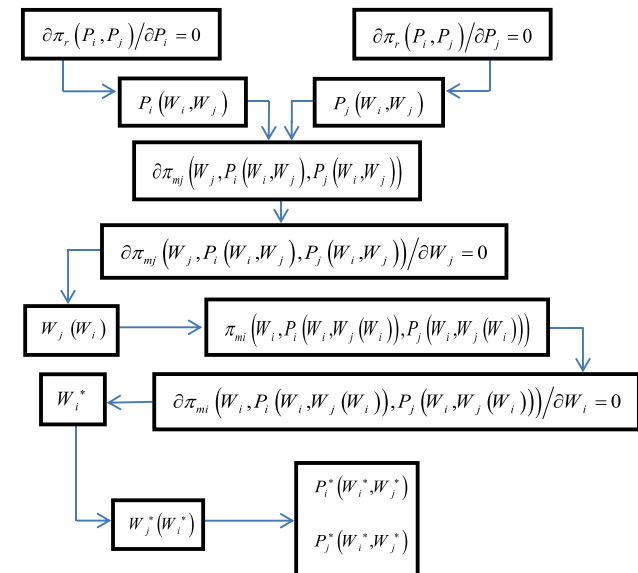 ∂π_r(P_i,P_j)/∂P_i = 0
∂π_r(P_i,P_j)/∂P_j = 0
P_i(W_i,W_j)
P_j(W_i,W_j)
∂π_mj(W_j,P_i(W_i,W_j),P_j(W_i,W_j))
∂π_mj(W_j,P_i(W_i,W_j),P_j(W_i,W_j))/∂W_j = 0
W_j(W_i)
π_mi(W_i,P_i(W_i,W_j(W_i)),P_j(W_i,W_j(W_i)))
W_i*
∂π_mi(W_i,P_i(W_i,W_j(W_i)),P_j(W_i,W_j(W_i)))/∂W_i = 0
P_i*(W_i*,W_j*)
W_j*(W_i*)
P_j*(W_i*,W_j*)